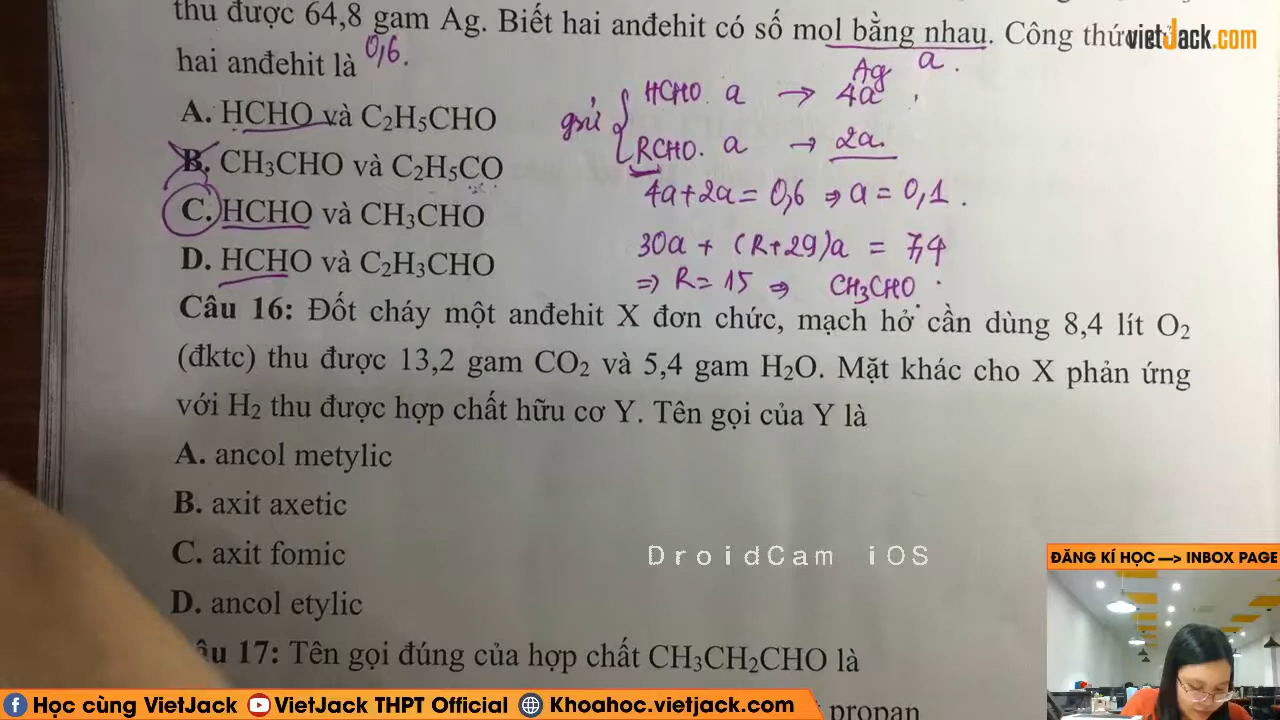 thu được 64,8 gam Ag. Biết hai anđehit có số mol bằng nhau. Công thức
vietJack.com
hai anđehit là 0,6.
a.
Ag
A. HCHO và C2H5CHO
giả sử { HCHO. a → 4a
B. CH3CHO và C2H5CO
RCHO. a → 2a.
4a+2a = 0,6 ⇒ a = 0,1.
C. HCHO và CH3CHO
30a + (R+29)a = 7,4
D. HCHO và C2H3CHO
⇒ R = 15 ⇒ CH3CHO.
Câu 16: Đốt cháy một anđehit X đơn chức, mạch hở cần dùng 8,4 lít O2
(đktc) thu được 13,2 gam CO2 và 5,4 gam H2O. Mặt khác cho X phản ứng
với H2 thu được hợp chất hữu cơ Y. Tên gọi của Y là
A. ancol metylic
B. axit axetic
C. axit fomic
DroidCam iOS
ĐĂNG KÍ HỌC —> INBOX PAGE
D. ancol etylic
17: Tên gọi đúng của hợp chất CH3CH2CHO là
Học cùng VietJack VietJack THPT Official Khoahoc.vietjack.com
propan